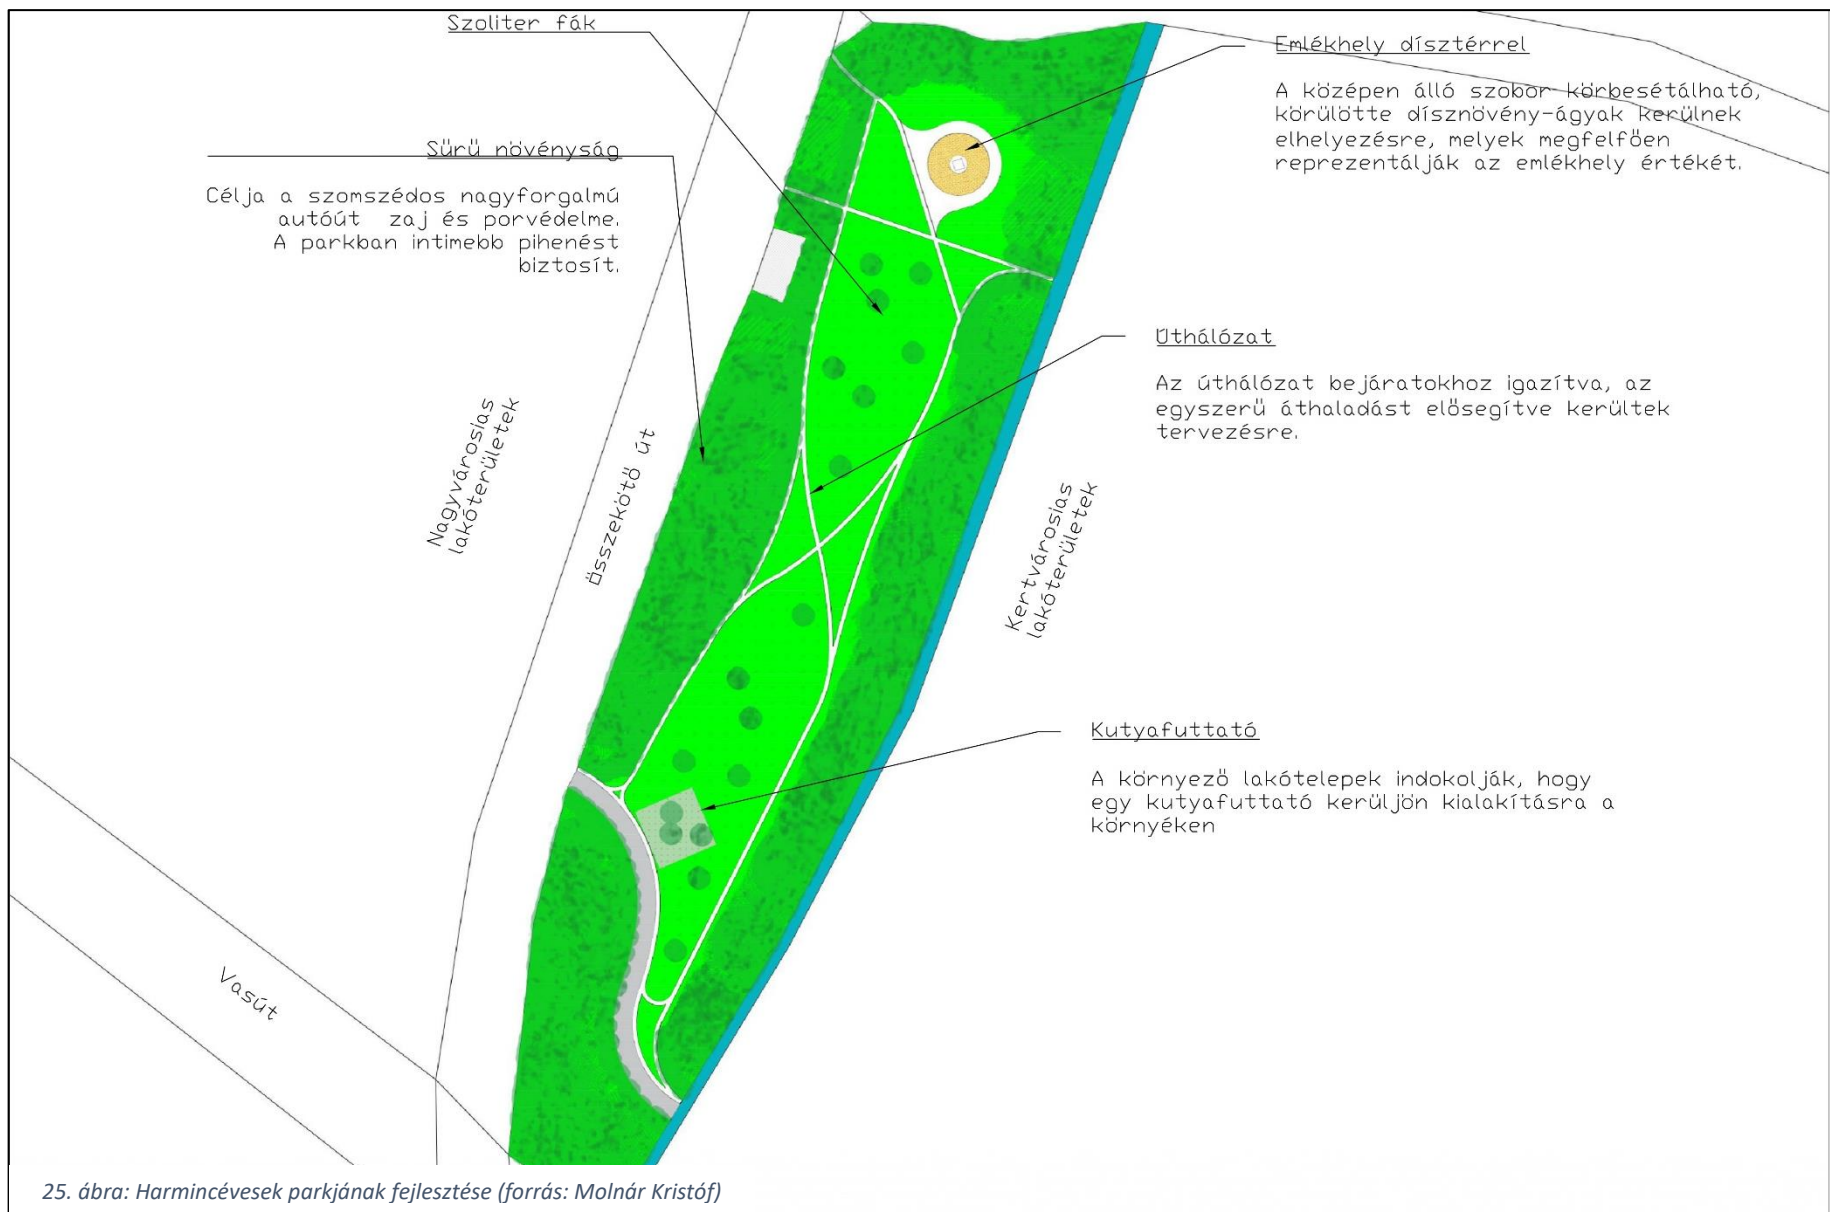 Szoliter fák
Emlékhely dísztérrel
A középen álló szobor körbesétálható,
körülötte dísznövény-ágyak kerülnek
elhelyezésre, melyek megfelfően
reprezentálják az emlékhely értékét.
Sűrű növényság
Célja a szomszédos nagyforgalmú
autóút zaj és porvédelme.
A parkban intimebb pihenést
biztosít.
Úthálózat
Az úthálózat bejáratokhoz igazítva, az
egyszerű áthaladást elősegítve kerültek
tervezésre.
Nagyvárosias
lakóterületek
Összekötő út
Kertvárosias
lakóterületek
Kutyafuttató
A környező lakótelepek indokolják, hogy
egy kutyafuttató kerüljön kialakításra a
környéken
Vasút
25. ábra: Harmincévesek parkjának fejlesztése (forrás: Molnár Kristóf)